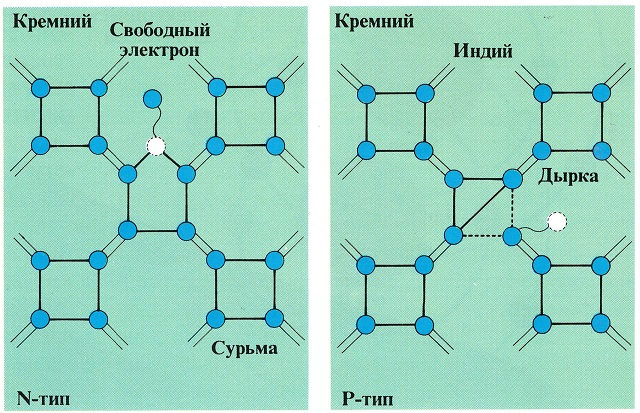 Кремний
Свободный
электрон
Сурьма
N-тип
Кремний
Индий
Дырка
Р-тип